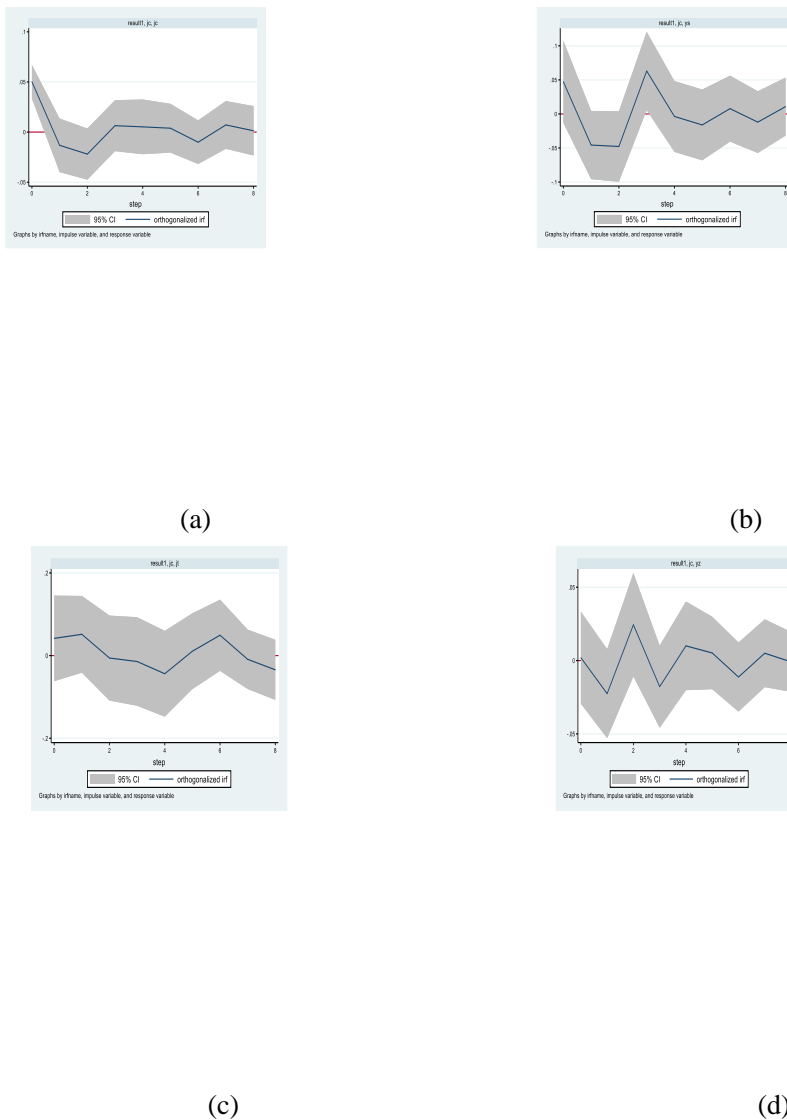 result1, jc, jc
.1
.05
0
-.05
0 2 4 6 8
step
95% CI orthogonalized irf
Graphs by irfname, impulse variable, and response variable
result1, jc, ys
.1
.05
0
-.05
-.1
0 2 4 6 8
step
95% CI orthogonalized irf
Graphs by irfname, impulse variable, and response variable
(a) (b)
result1, jc, jt
.2
0
-.2
0 2 4 6 8
step
95% CI orthogonalized irf
Graphs by irfname, impulse variable, and response variable
result1, jc, yz
.05
0
-.05
0 2 4 6
step
95% CI orthogonalized irf
Graphs by irfname, impulse variable, and response variable
(c) (d)